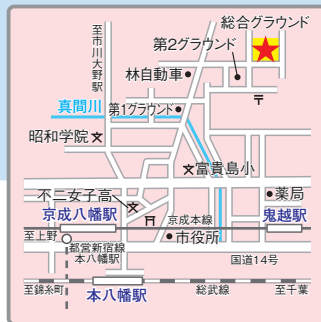 総合グラウンド
第2グラウンド
至市川大野駅
林自動車
真間川
第1グラウンド
昭和学院
富貴島小
不二女子高
薬局
京成八幡駅
京成本線
鬼越駅
至上野
市役所
都営新宿線
本八幡駅
国道14号
至錦糸町
本八幡駅
総武線
至千葉